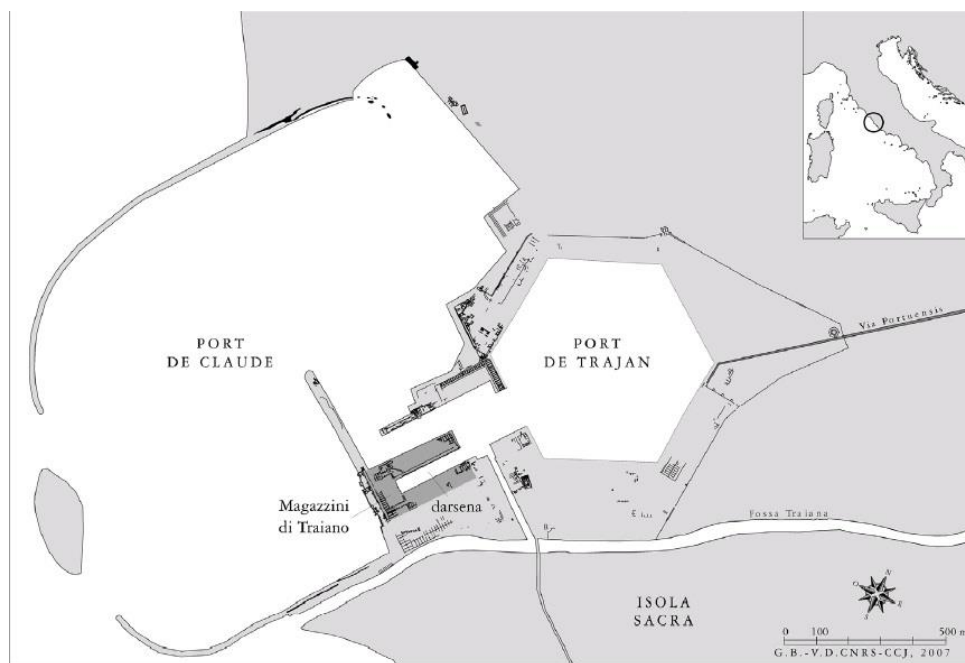 PORT
DE CLAUDE
PORT
DE TRAJAN
Via Portuensis
Magazzini
di Traiano
darsena
Fossa Traiana
ISOLA
SACRA
N
O
E
S
0 100 500 m
G.B.-V.D.CNRS-CCJ, 2007